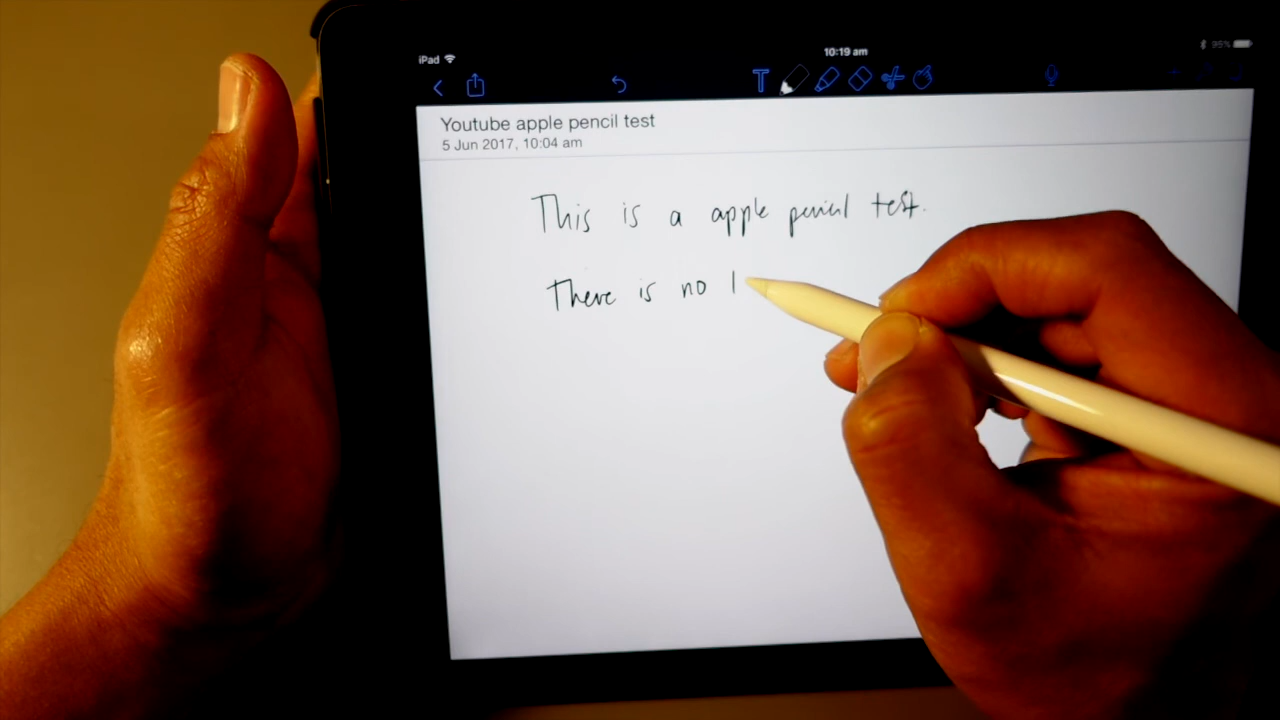 iPad 10:19 am 95%
T
Youtube apple pencil test
5 Jun 2017, 10:04 am
This is a apple pencil test.
There is no l